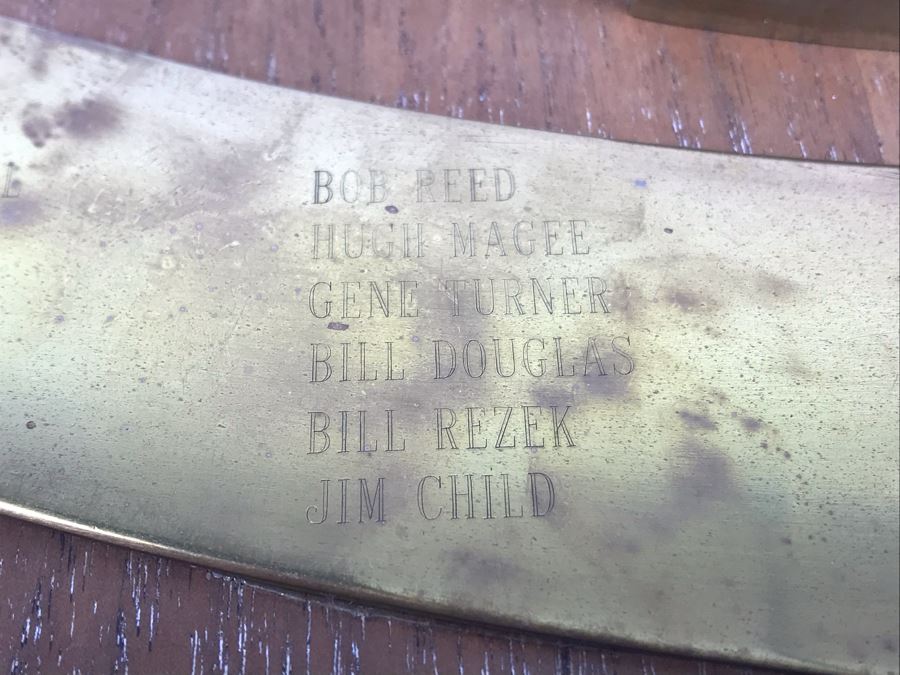 BOB REED
HUGH MAGEE
GENE TURNER
BILL DOUGLAS
BILL REZEK
JIM CHILD